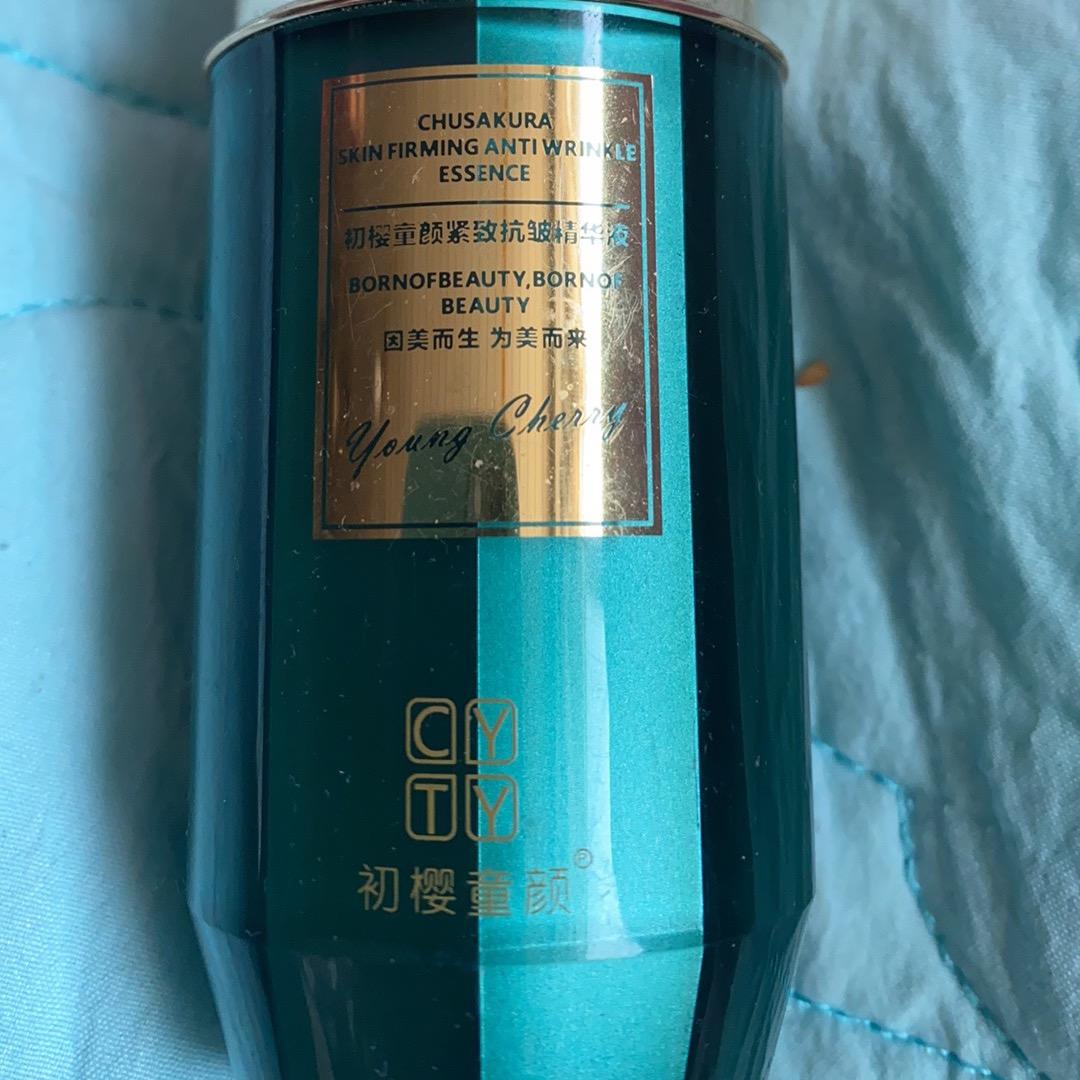 CHUSAKURA
SKIN FIRMING ANTI WRINKLE
ESSENCE
初樱童颜紧致抗皱精华液
BORNOFBEAUTY,BORNOF
BEAUTY
因美而生 为美而来
Young Cherry
CY
TY
初樱童颜®